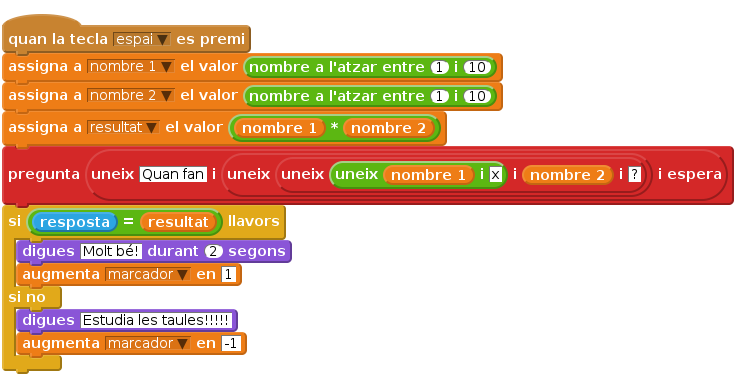 quan la tecla espai es premi
assigna a nombre 1 el valor nombre a l'atzar entre 1 i 10
assigna a nombre 2 el valor nombre a l'atzar entre 1 i 10
assigna a resultat el valor nombre 1 * nombre 2
pregunta uneix Quan fan i uneix uneix uneix nombre 1 i x i nombre 2 i ? i espera
si resposta = resultat llavors
digues Molt bé! durant 2 segons
augmenta marcador en 1
si no
digues Estudia les taules!!!!!
augmenta marcador en -1